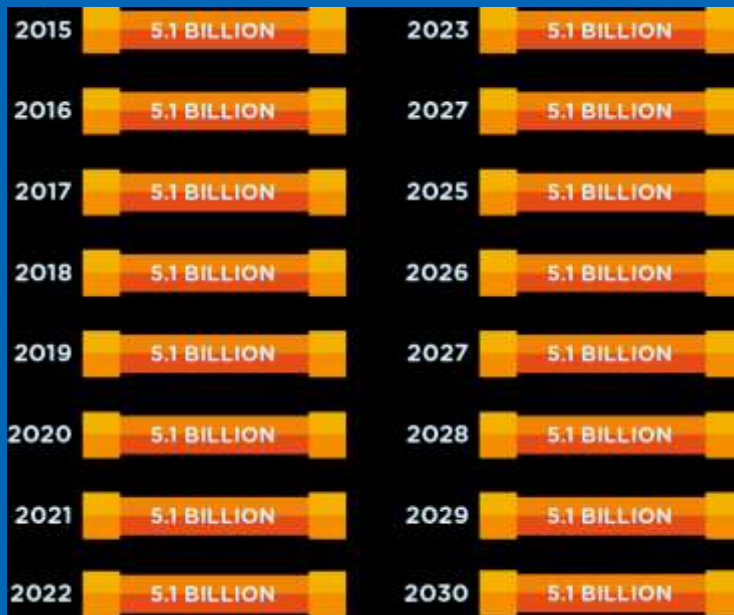 2015 5.1 BILLION
2016 5.1 BILLION
2017 5.1 BILLION
2018 5.1 BILLION
2019 5.1 BILLION
2020 5.1 BILLION
2021 5.1 BILLION
2022 5.1 BILLION
2023 5.1 BILLION
2027 5.1 BILLION
2025 5.1 BILLION
2026 5.1 BILLION
2027 5.1 BILLION
2028 5.1 BILLION
2029 5.1 BILLION
2030 5.1 BILLION